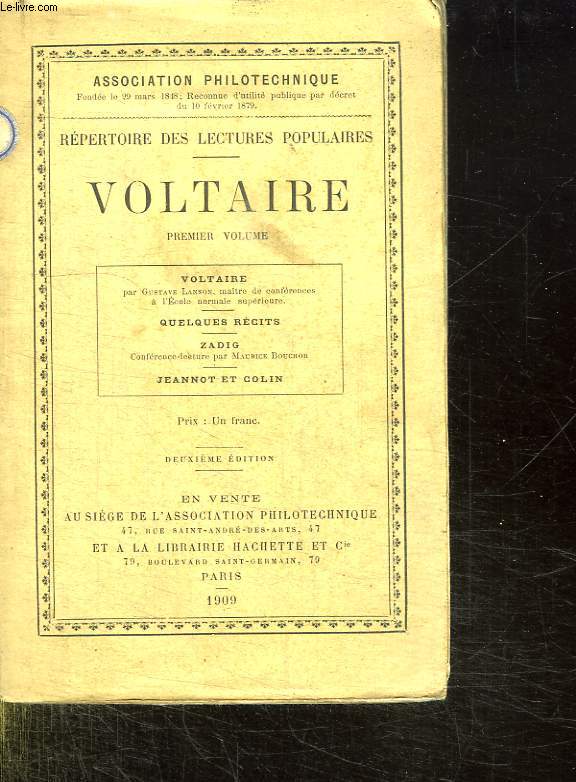 Le-livre.com
ASSOCIATION PHILOTECHNIQUE
Fondée le 29 mars 1848; Reconnue d'utilité publique par décret
du 10 février 1879.
RÉPERTOIRE DES LECTURES POPULAIRES
VOLTAIRE
PREMIER VOLUME
VOLTAIRE
par GUSTAVE LANSON, maître de conférences
à l'École normale supérieure.
QUELQUES RÉCITS
ZADIG
Conférence-lecture par MAURICE BOUCHOR
JEANNOT ET COLIN
Prix : Un franc.
DEUXIÈME ÉDITION
EN VENTE
AU SIÉGE DE L'ASSOCIATION PHILOTECHNIQUE
47, RUE SAINT-ANDRÉ-DES-ARTS, 47
ET A LA LIBRAIRIE HACHETTE ET Cie
79, BOULEVARD SAINT-GERMAIN, 79
PARIS
1909